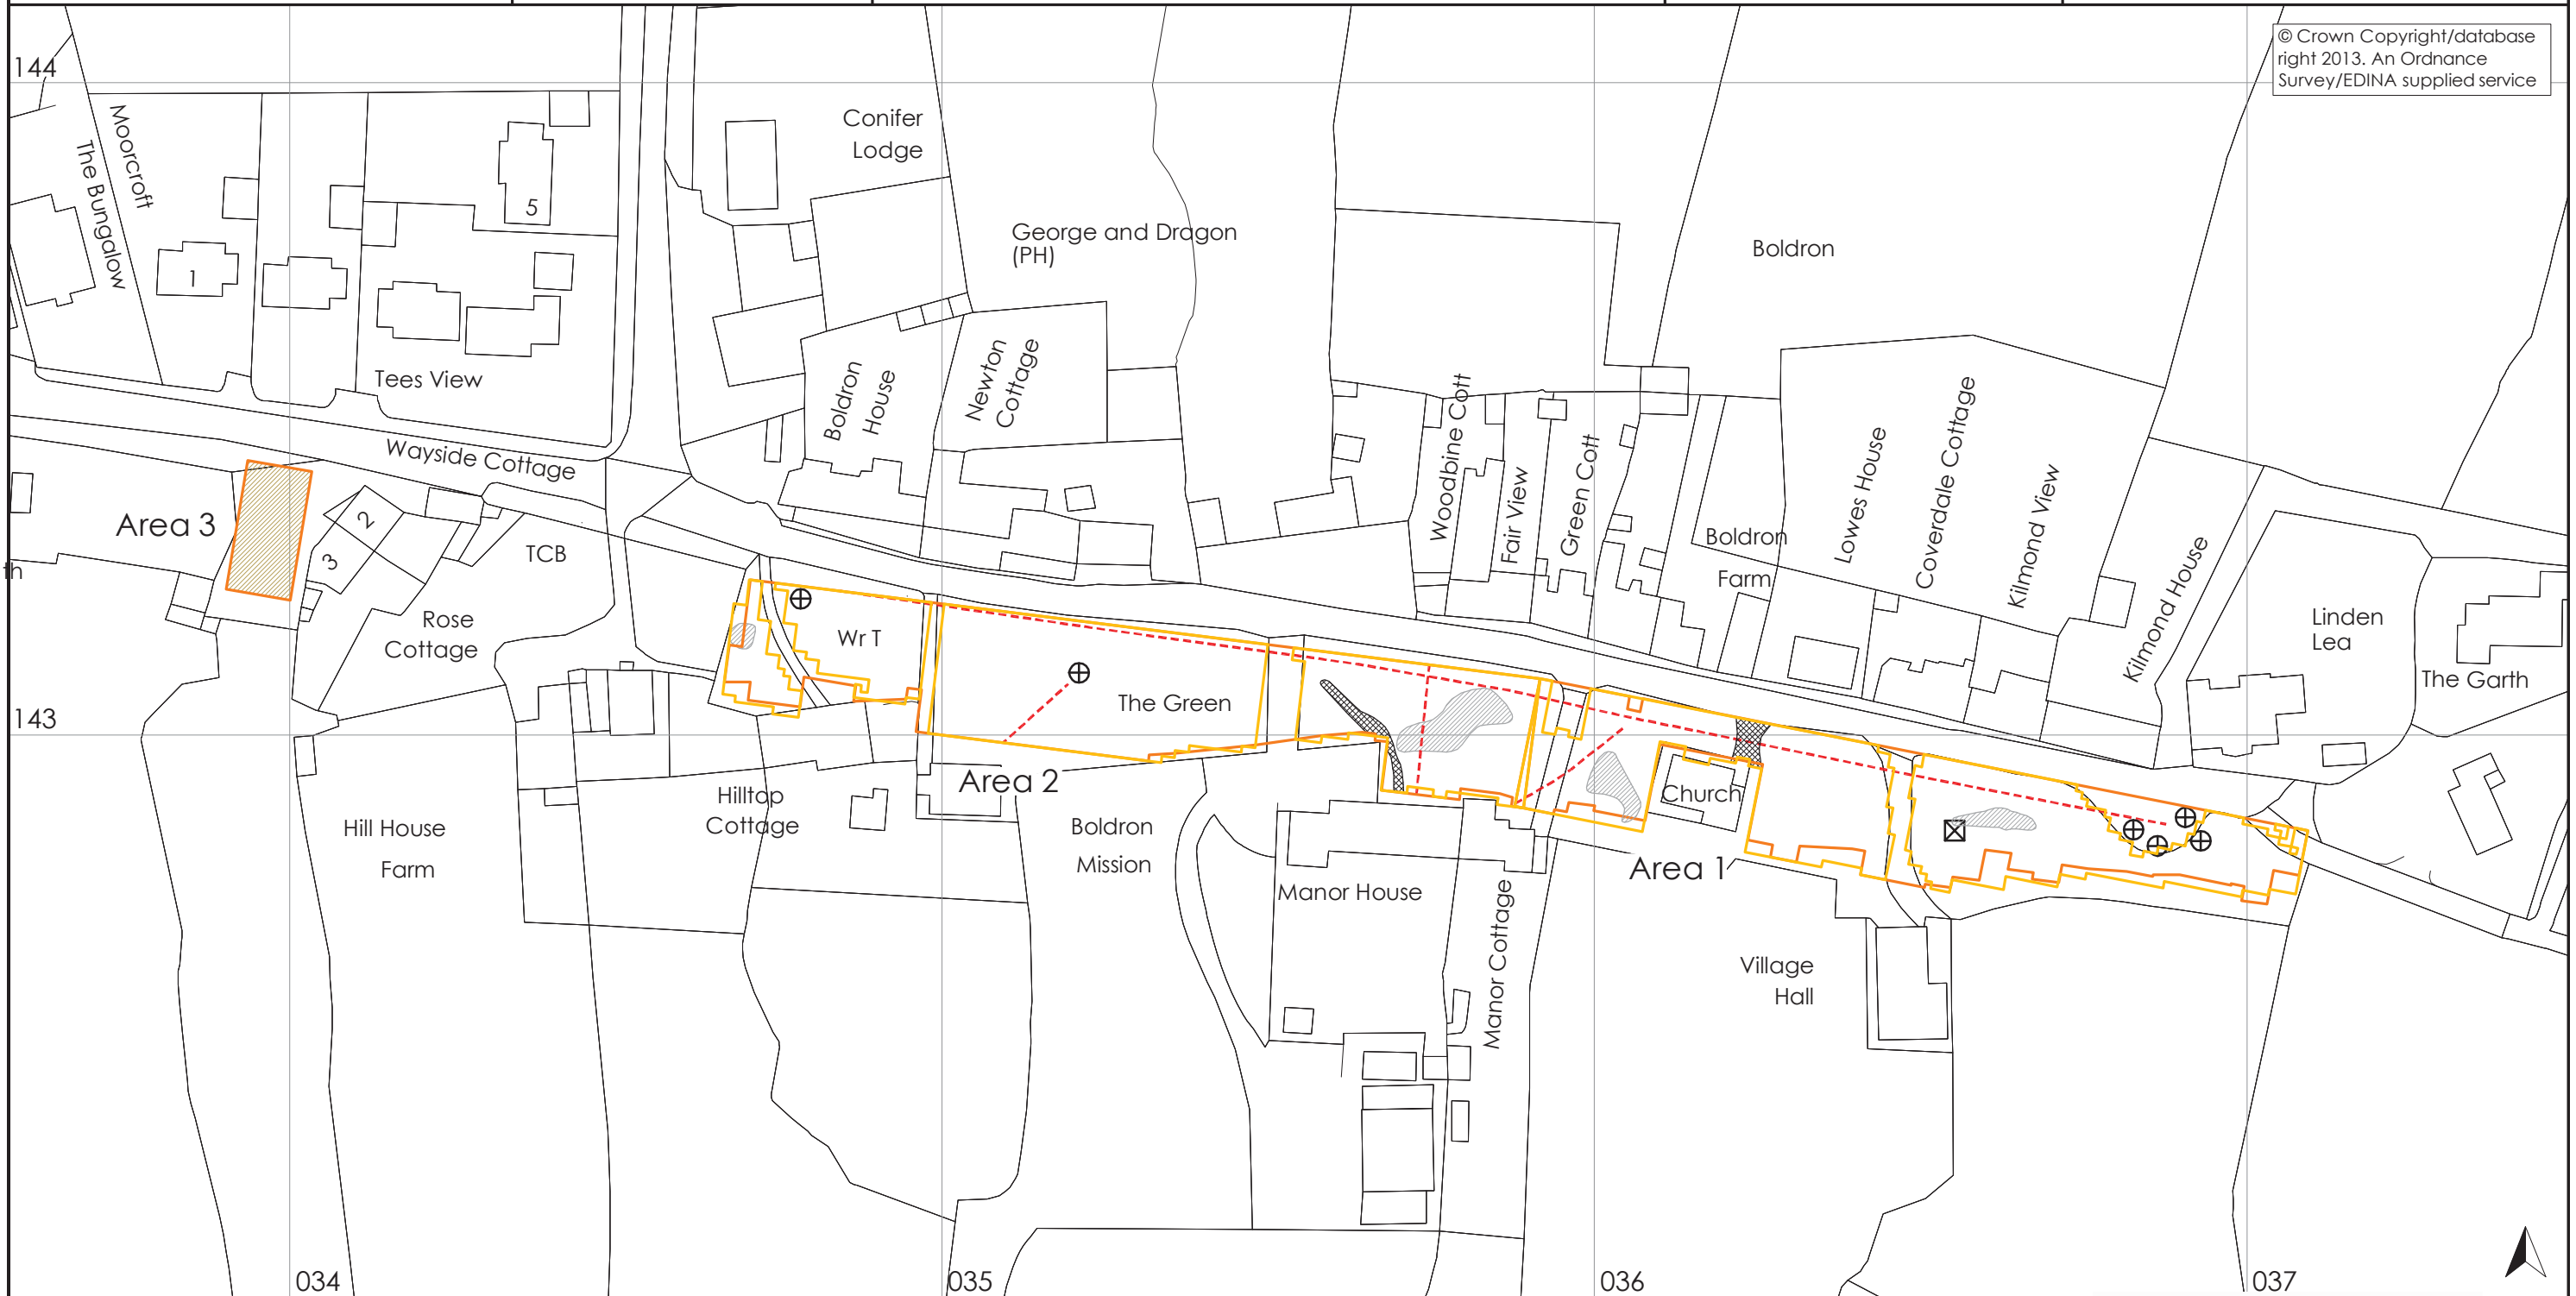 © Crown Copyright/database
right 2013. An Ordnance
Survey/EDINA supplied service
144
Moorcroft
The Bungalow
Conifer
Lodge
5
George and Dragon
(PH)
Boldron
1
Tees View
Boldron
House
Newton
Cottage
Woodbine Cott
Fair View
Green Cott
Lowes House
Coverdale Cottage
Kilmond View
Kilmond House
Wayside Cottage
Area 3
2
3
TCB
Boldron
Farm
th
Rose
Cottage
Wr T
Linden
Lea
The Garth
The Green
143
Area 2
Hilltop
Cottage
Church
Hill House
Farm
Boldron
Mission
Area 1
Manor House
Manor Cottage
Village
Hall
034
035
036
037